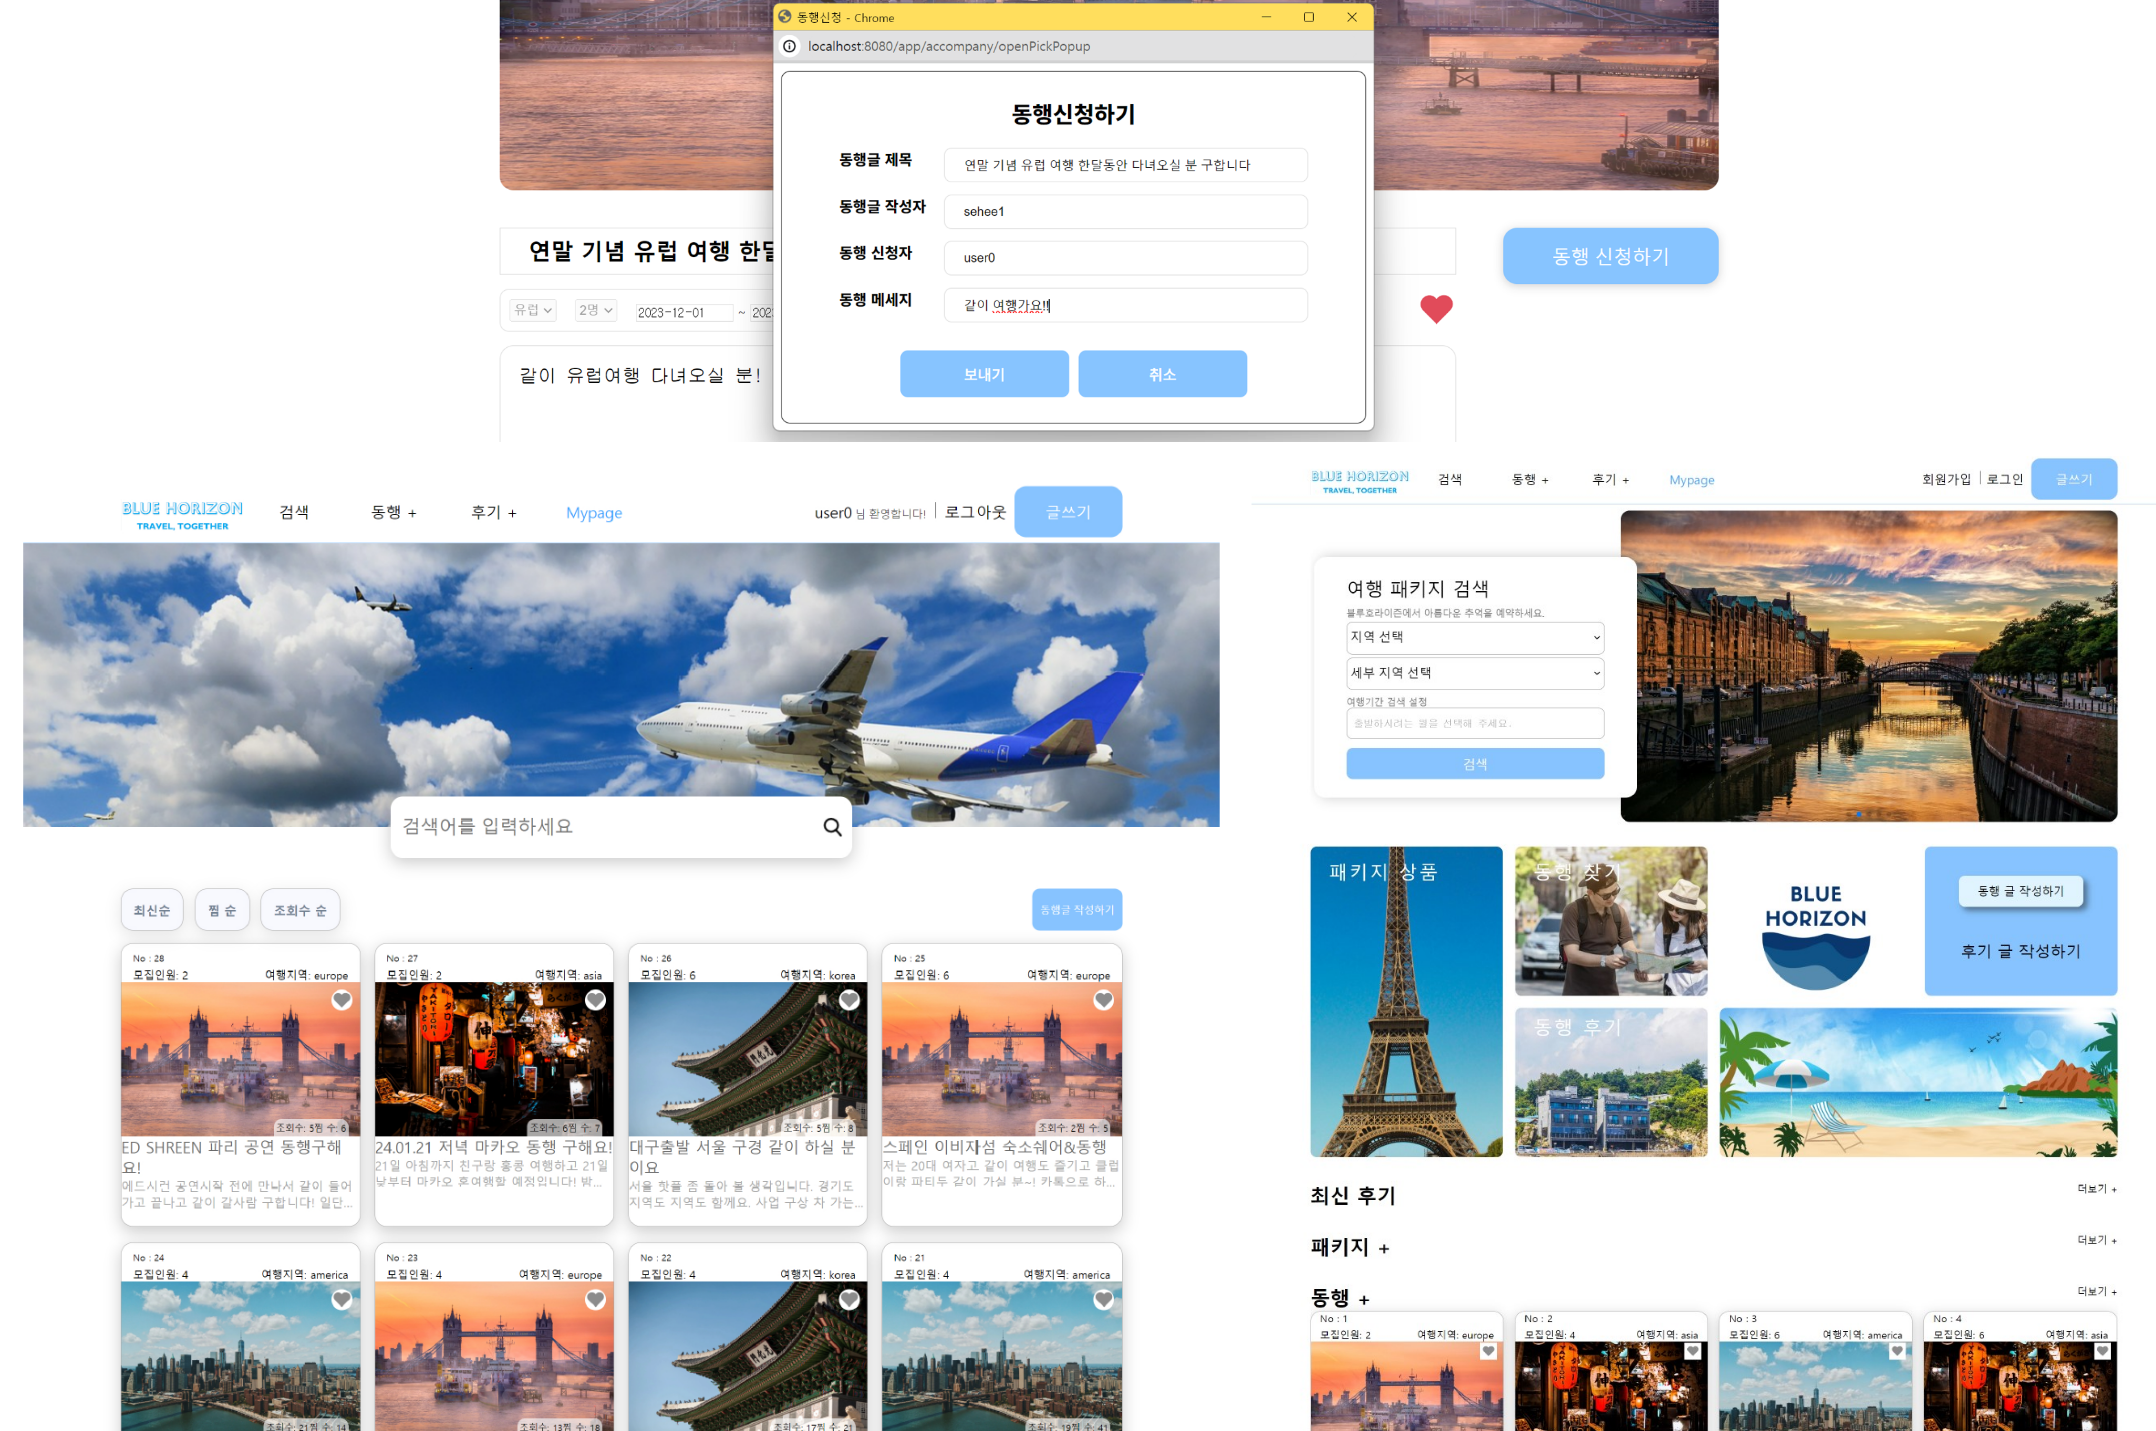 동행신청 - Chrome
localhost:8080/app/accompany/openPickPopup
동행신청하기
동행글 제목
연말 기념 유럽 여행 한달동안 다녀오실 분 구합니다
동행글 작성자
sehee1
동행 신청자
user0
동행 메세지
같이 여행가요!!
보내기
취소
연말 기념 유럽 여행 한달
동행 신청하기
유럽
2명
2023-12-01 ~ 202
같이 유럽여행 다녀오실 분!
BLUE HORIZON
TRAVEL, TOGETHER
검색
동행 +
후기 +
Mypage
user0 님 환영합니다!
로그아웃
글쓰기
검색어를 입력하세요
최신순
찜 순
조회수 순
동행글 작성하기
No : 28
모집인원: 2 여행지역: europe
조회수: 5찜 수: 6
ED SHREEN 파리 공연 동행구해
요!
에드시런 공연시작 전에 만나서 같이 들어
가고 끝나고 같이 갈사람 구합니다! 일단...
No : 27
모집인원: 2 여행지역: asia
조회수: 6찜 수: 7
24.01.21 저녁 마카오 동행 구해요!
21일 아침까지 친구랑 홍콩 여행하고 21일
낮부터 마카오 혼여행할 예정입니다! 밤...
No : 26
모집인원: 6 여행지역: korea
조회수: 5찜 수: 8
대구출발 서울 구경 같이 하실 분
이요
서울 핫플 좀 돌아 볼 생각입니다. 경기도
지역도 지역도 함께요. 사업 구상 차 가는...
No : 25
모집인원: 6 여행지역: europe
조회수: 2찜 수: 5
스페인 이비자섬 숙소쉐어&동행
저는 20대 여자고 같이 여행도 즐기고 클럽
이랑 파티두 같이 가실 분~! 카톡으로 하...
No : 24
모집인원: 4 여행지역: america
조회수: 21찜 수: 14
No : 23
모집인원: 4 여행지역: europe
조회수: 13찜 수: 18
No : 22
모집인원: 4 여행지역: korea
조회수: 17찜 수: 21
No : 21
모집인원: 4 여행지역: america
조회수: 19찜 수: 41
BLUE HORIZON
TRAVEL, TOGETHER
검색
동행 +
후기 +
Mypage
회원가입
로그인
글쓰기
여행 패키지 검색
블루호라이즌에서 아름다운 추억을 예약하세요.
지역 선택
세부 지역 선택
여행기간 검색 설정
출발하시려는 월을 선택해 주세요.
검색
패키지 상품
동행 찾기
동행 후기
BLUE
HORIZON
동행 글 작성하기
후기 글 작성하기
최신 후기
더보기 +
패키지 +
더보기 +
동행 +
더보기 +
No : 1
모집인원: 2 여행지역: europe
No : 2
모집인원: 4 여행지역: asia
No : 3
모집인원: 6 여행지역: america
No : 4
모집인원: 6 여행지역: asia